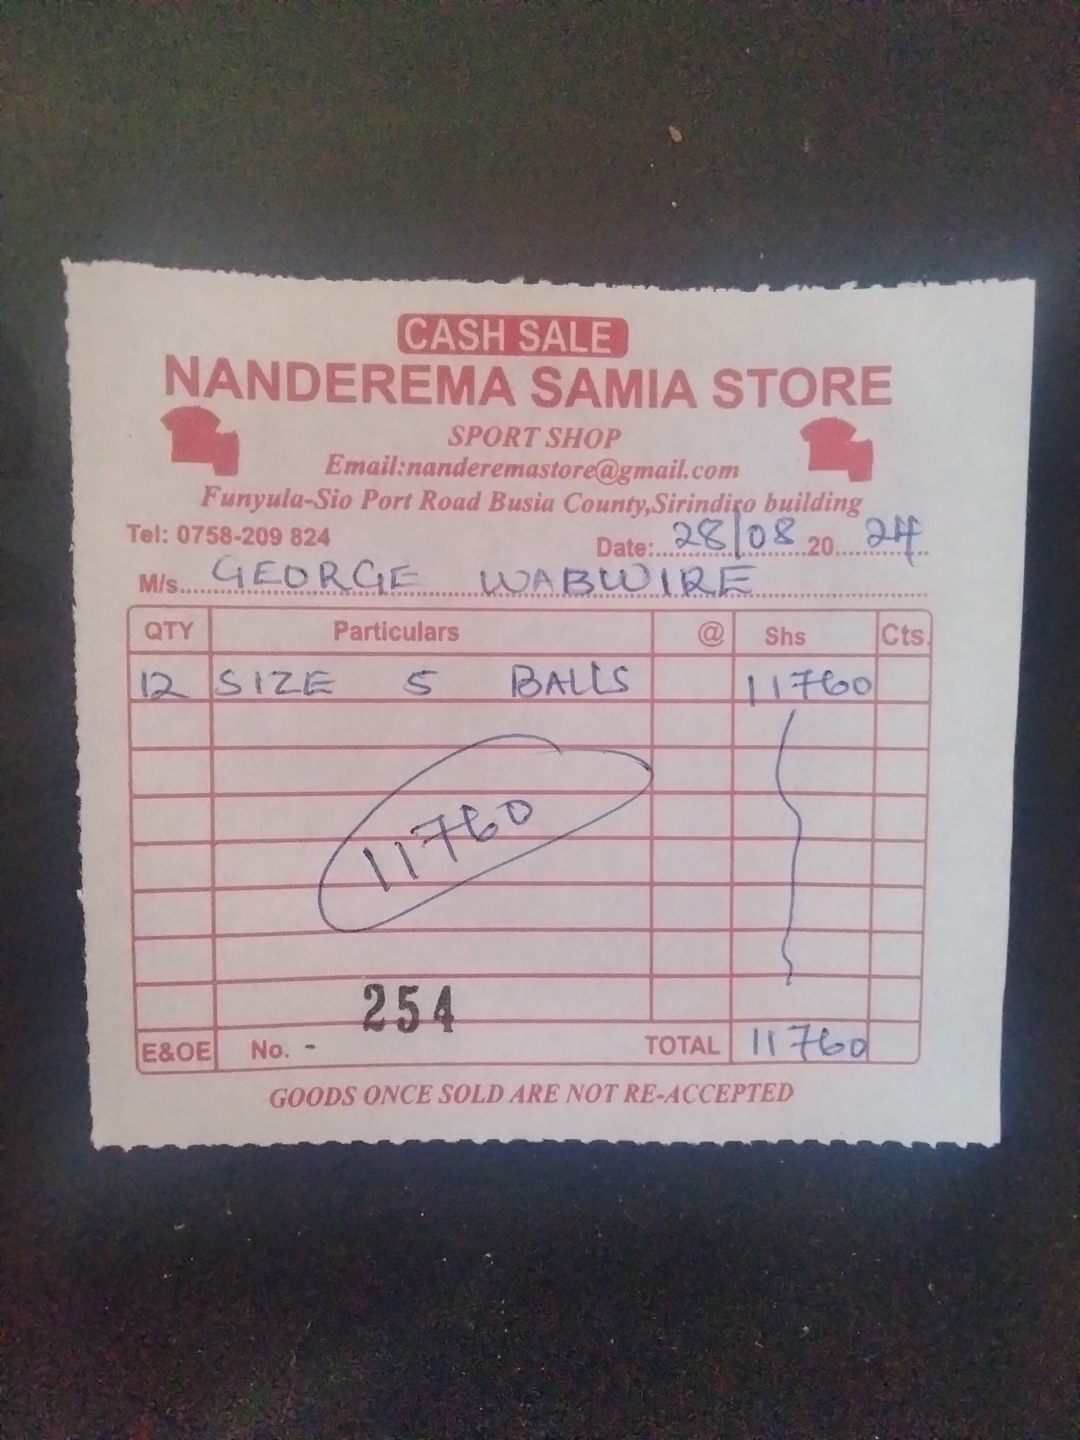 CASH SALE
NANDEREMA SAMIA STORE
SPORT SHOP
Email:nanderemastore@gmail.com
Funyula-Sio Port Road Busia County,Sirindiro building
Tel: 0758-209 824 Date: 28/08 20 24
M/s. GEORGE WABWIRE
QTY Particulars @ Shs Cts.
12 SIZE 5 BALLS 11760
11760
254
E&OE No. - TOTAL 11760
GOODS ONCE SOLD ARE NOT RE-ACCEPTED